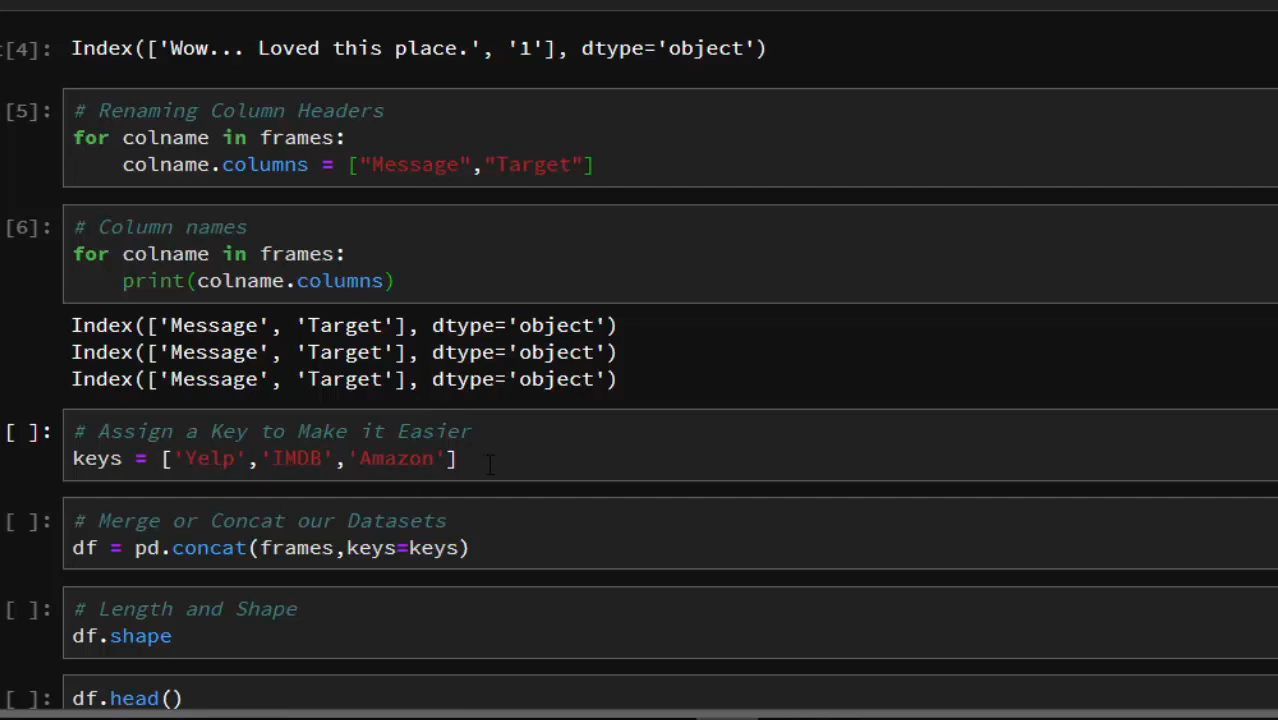 [4]: Index(['Wow... Loved this place.', '1'], dtype='object')
[5]: # Renaming Column Headers
for colname in frames:
    colname.columns = ["Message","Target"]
[6]: # Column names
for colname in frames:
    print(colname.columns)
Index(['Message', 'Target'], dtype='object')
Index(['Message', 'Target'], dtype='object')
Index(['Message', 'Target'], dtype='object')
[ ]: # Assign a Key to Make it Easier
keys = ['Yelp','IMDB','Amazon']
[ ]: # Merge or Concat our Datasets
df = pd.concat(frames,keys=keys)
[ ]: # Length and Shape
df.shape
[ ]: df.head()